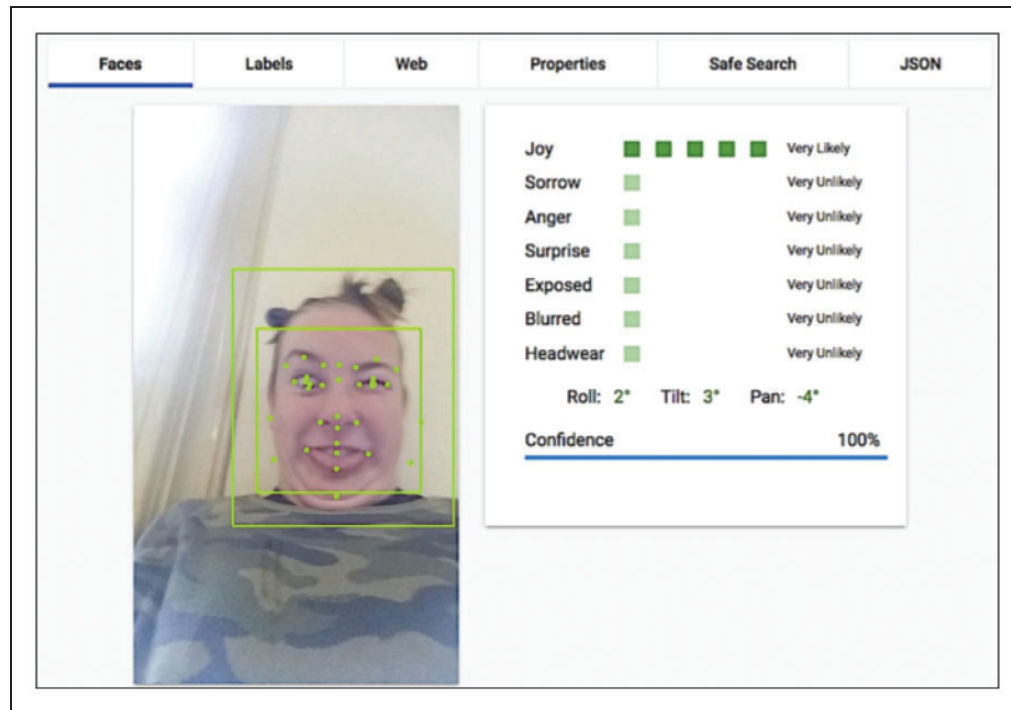 Faces Labels Web Properties Safe Search JSON
Joy Very Likely
Sorrow Very Unlikely
Anger Very Unlikely
Surprise Very Unlikely
Exposed Very Unlikely
Blurred Very Unlikely
Headwear Very Unlikely
Roll: 2° Tilt: 3° Pan: -4°
Confidence 100%